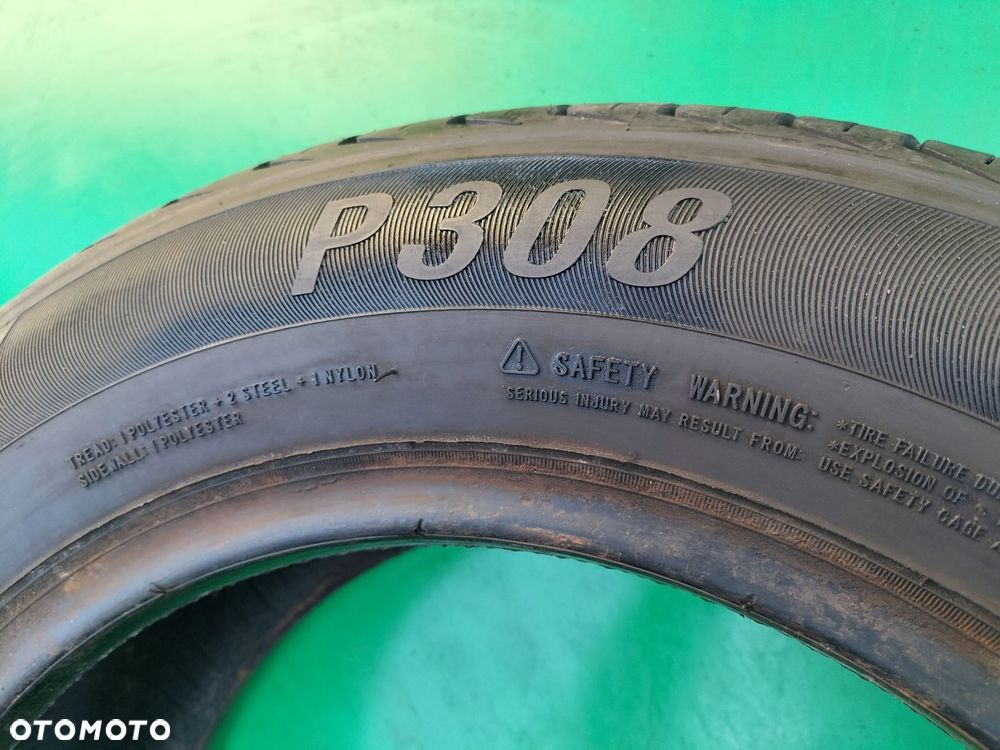 P308
TREAD: 1 POLYESTER + 2 STEEL + 1 NYLON
SIDEWALL: 1 POLYESTER
SAFETY WARNING:
SERIOUS INJURY MAY RESULT FROM:
*TIRE FAILURE DU
*EXPLOSION OF
USE SAFETY CAGE
OTOMOTO